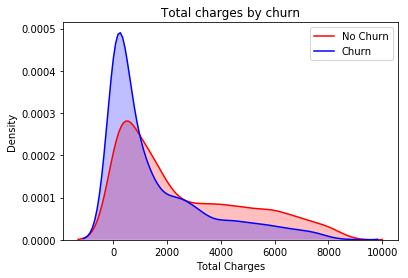 Total charges by churn
No Churn
Churn
0.0005
0.0004
0.0003
0.0002
0.0001
0.0000
Density
0 2000 4000 6000 8000 10000
Total Charges